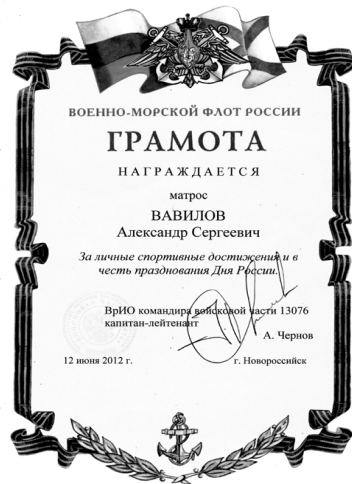 ВОЕННО-МОРСКОЙ ФЛОТ РОССИИ
ГРАМОТА
НАГРАЖДАЕТСЯ
матрос
ВАВИЛОВ
Александр Сергеевич
За личные спортивные достижения и в
честь празднования Дня России.
ВрИО командира войсковой части 13076
капитан-лейтенант
А. Чернов
12 июня 2012 г. г. Новороссийск